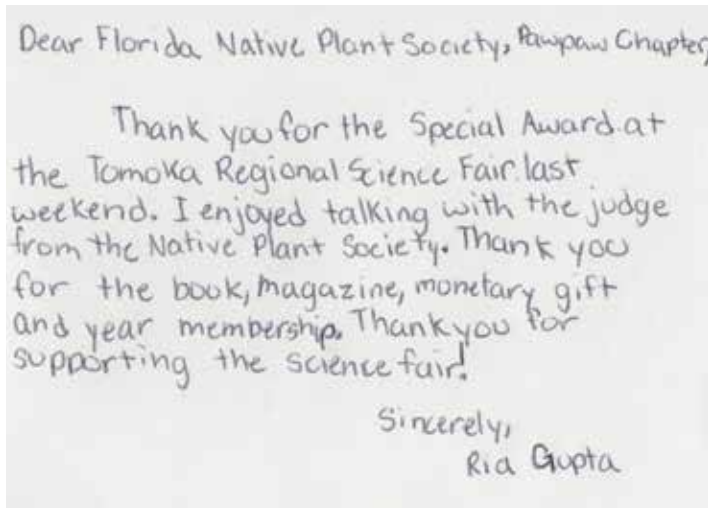 Dear Florida Native Plant Society, Pawpaw Chapter,
Thank you for the Special Award at
the Tomoka Regional Science Fair last
weekend. I enjoyed talking with the judge
from the Native Plant Society. Thank you
for the book, magazine, monetary gift
and year membership. Thank you for
supporting the science fair!
Sincerely,
Ria Gupta